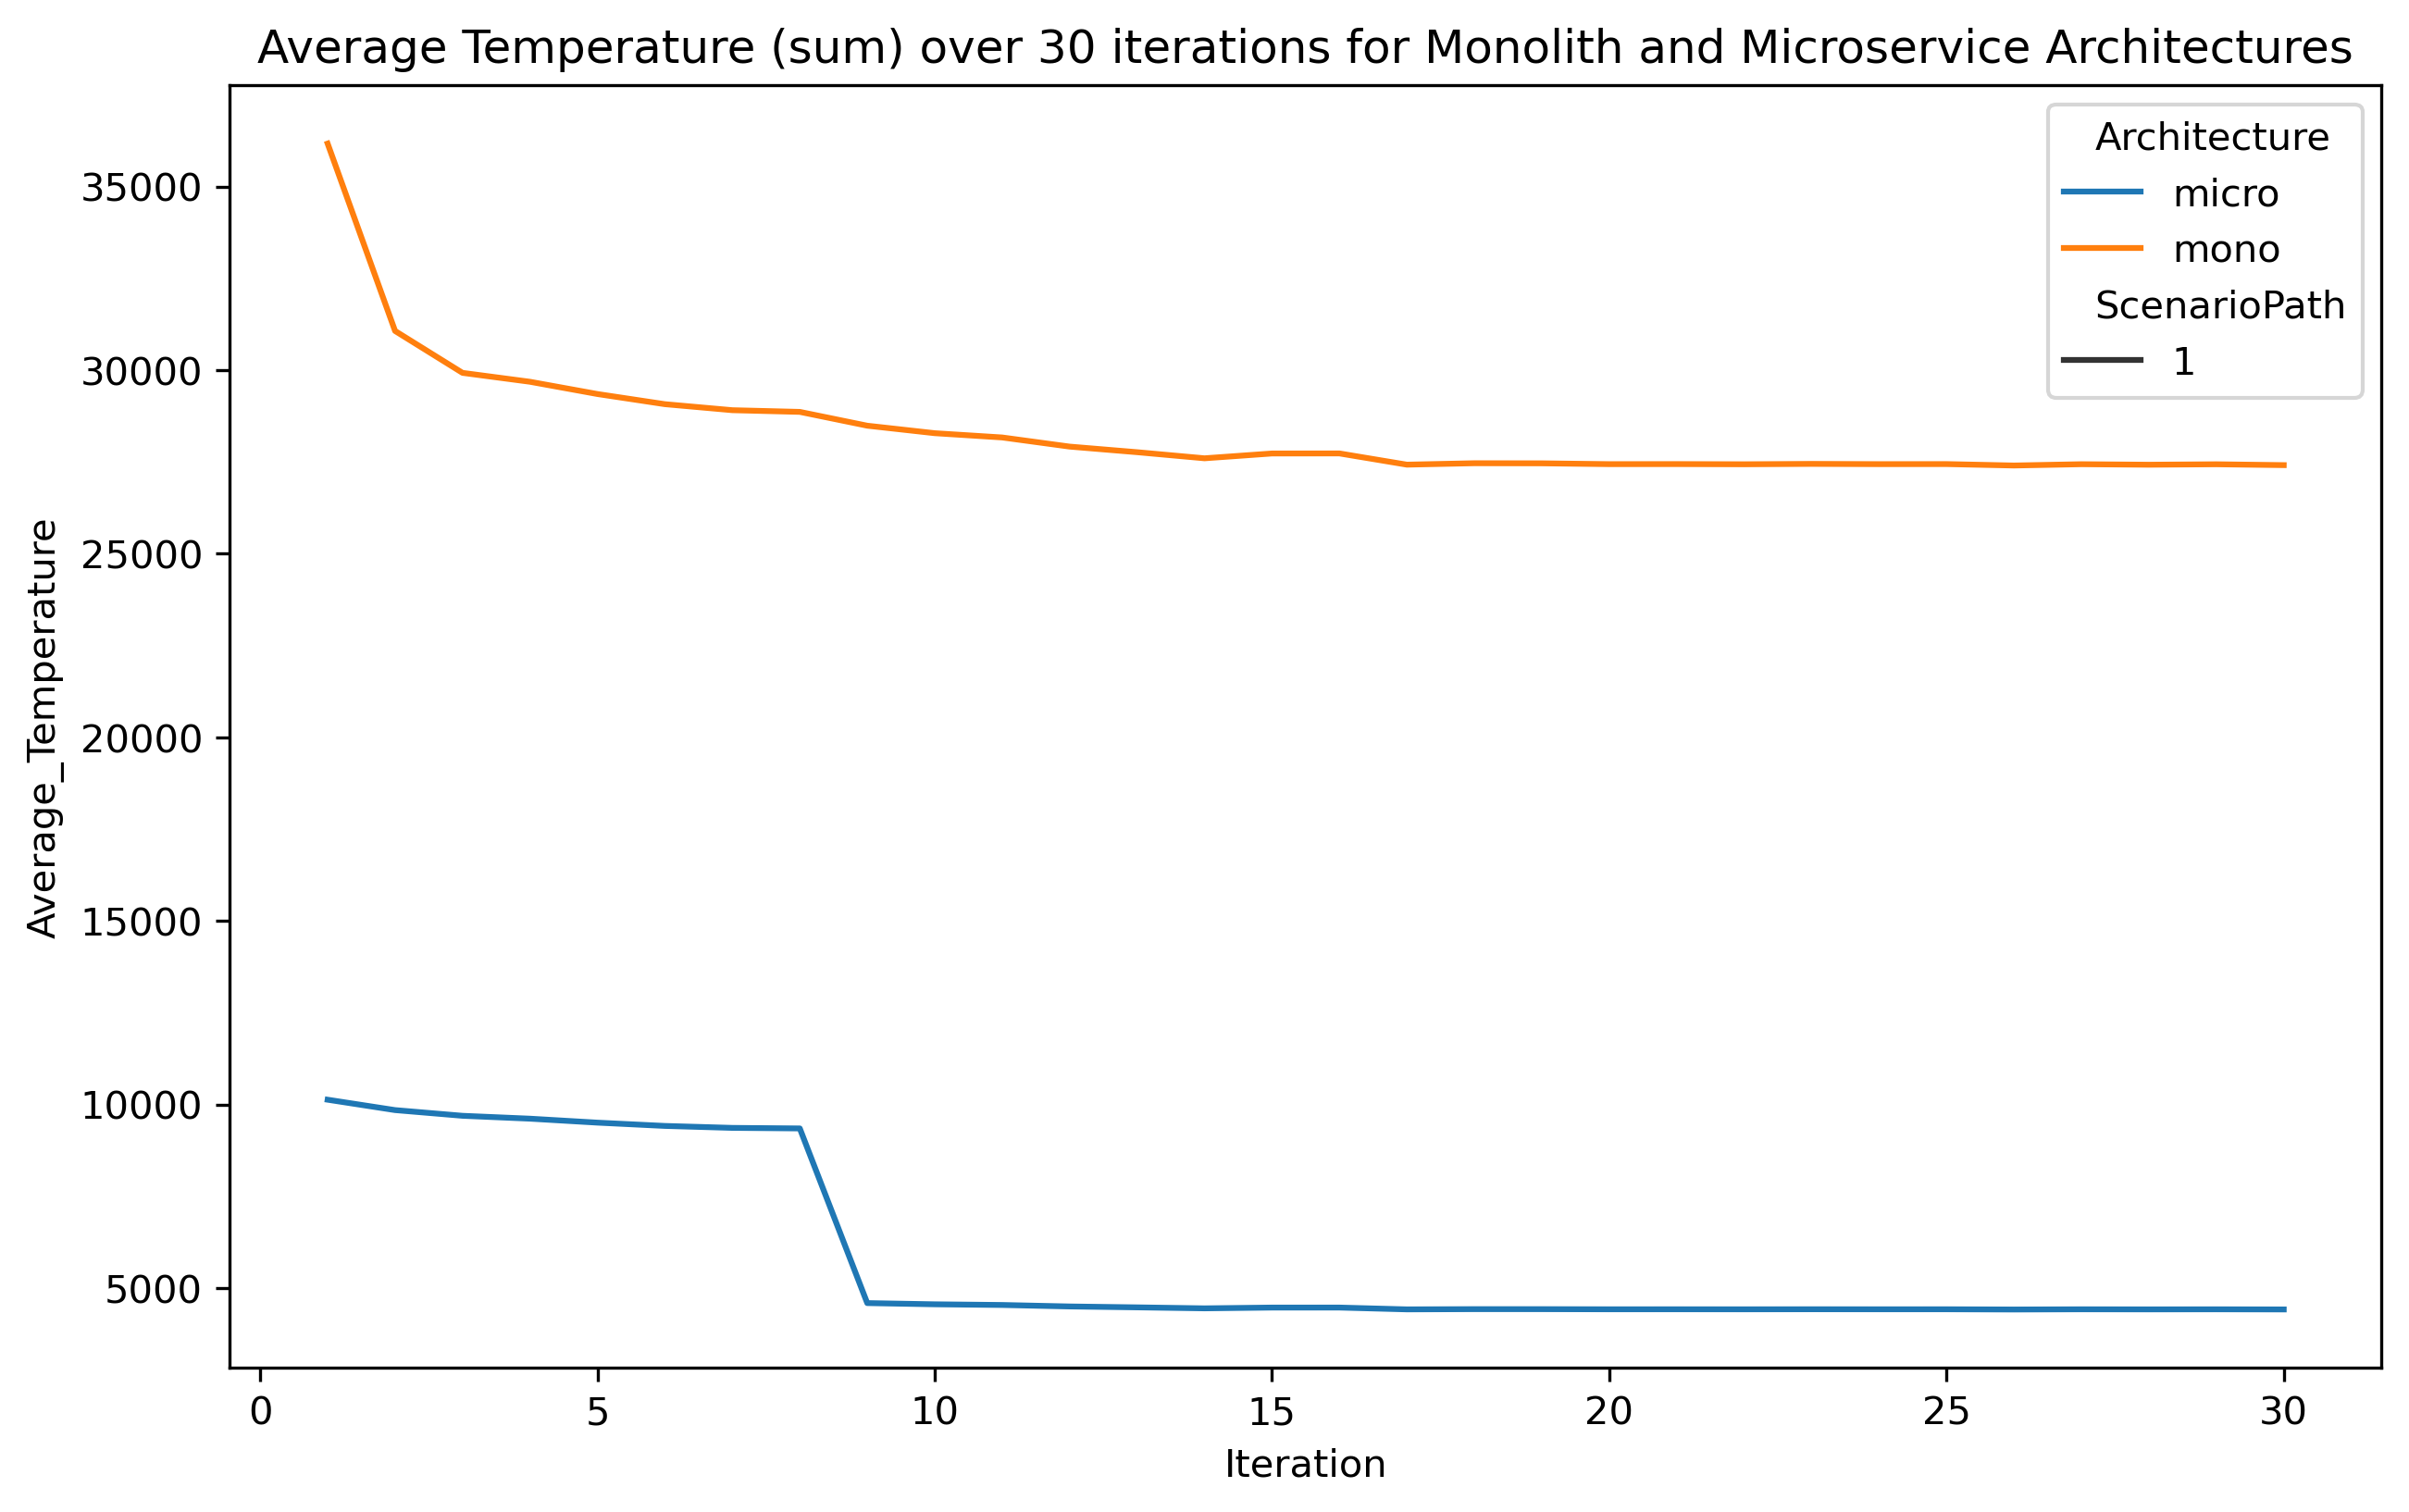 Average Temperature (sum) over 30 iterations for Monolith and Microservice Architectures
Architecture
micro
mono
ScenarioPath
1
Average_Temperature
35000
30000
25000
20000
15000
10000
5000
0 5 10 15 20 25 30
Iteration